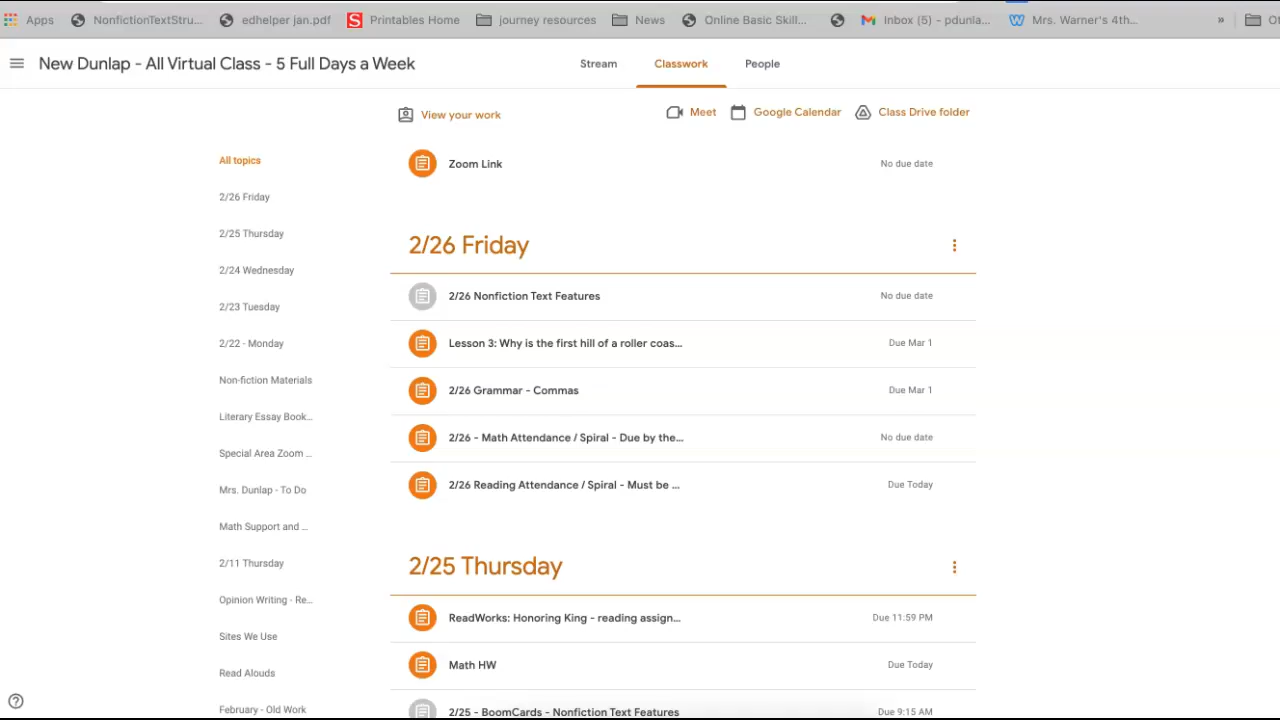 Apps NonfictionTextStru... edhelper jan.pdf S Printables Home journey resources News Online Basic Skill... Inbox (5) - pdunla... W Mrs. Warner's 4th... » Ot
New Dunlap - All Virtual Class - 5 Full Days a Week
Stream Classwork People
View your work
Meet Google Calendar Class Drive folder
All topics
2/26 Friday
2/25 Thursday
2/24 Wednesday
2/23 Tuesday
2/22 - Monday
Non-fiction Materials
Literary Essay Book...
Special Area Zoom ...
Mrs. Dunlap - To Do
Math Support and ...
2/11 Thursday
Opinion Writing - Re...
Sites We Use
Read Alouds
February - Old Work
Zoom Link No due date
2/26 Friday
2/26 Nonfiction Text Features No due date
Lesson 3: Why is the first hill of a roller coas... Due Mar 1
2/26 Grammar - Commas Due Mar 1
2/26 - Math Attendance / Spiral - Due by the... No due date
2/26 Reading Attendance / Spiral - Must be ... Due Today
2/25 Thursday
ReadWorks: Honoring King - reading assign... Due 11:59 PM
Math HW Due Today
2/25 - BoomCards - Nonfiction Text Features Due 9:15 AM